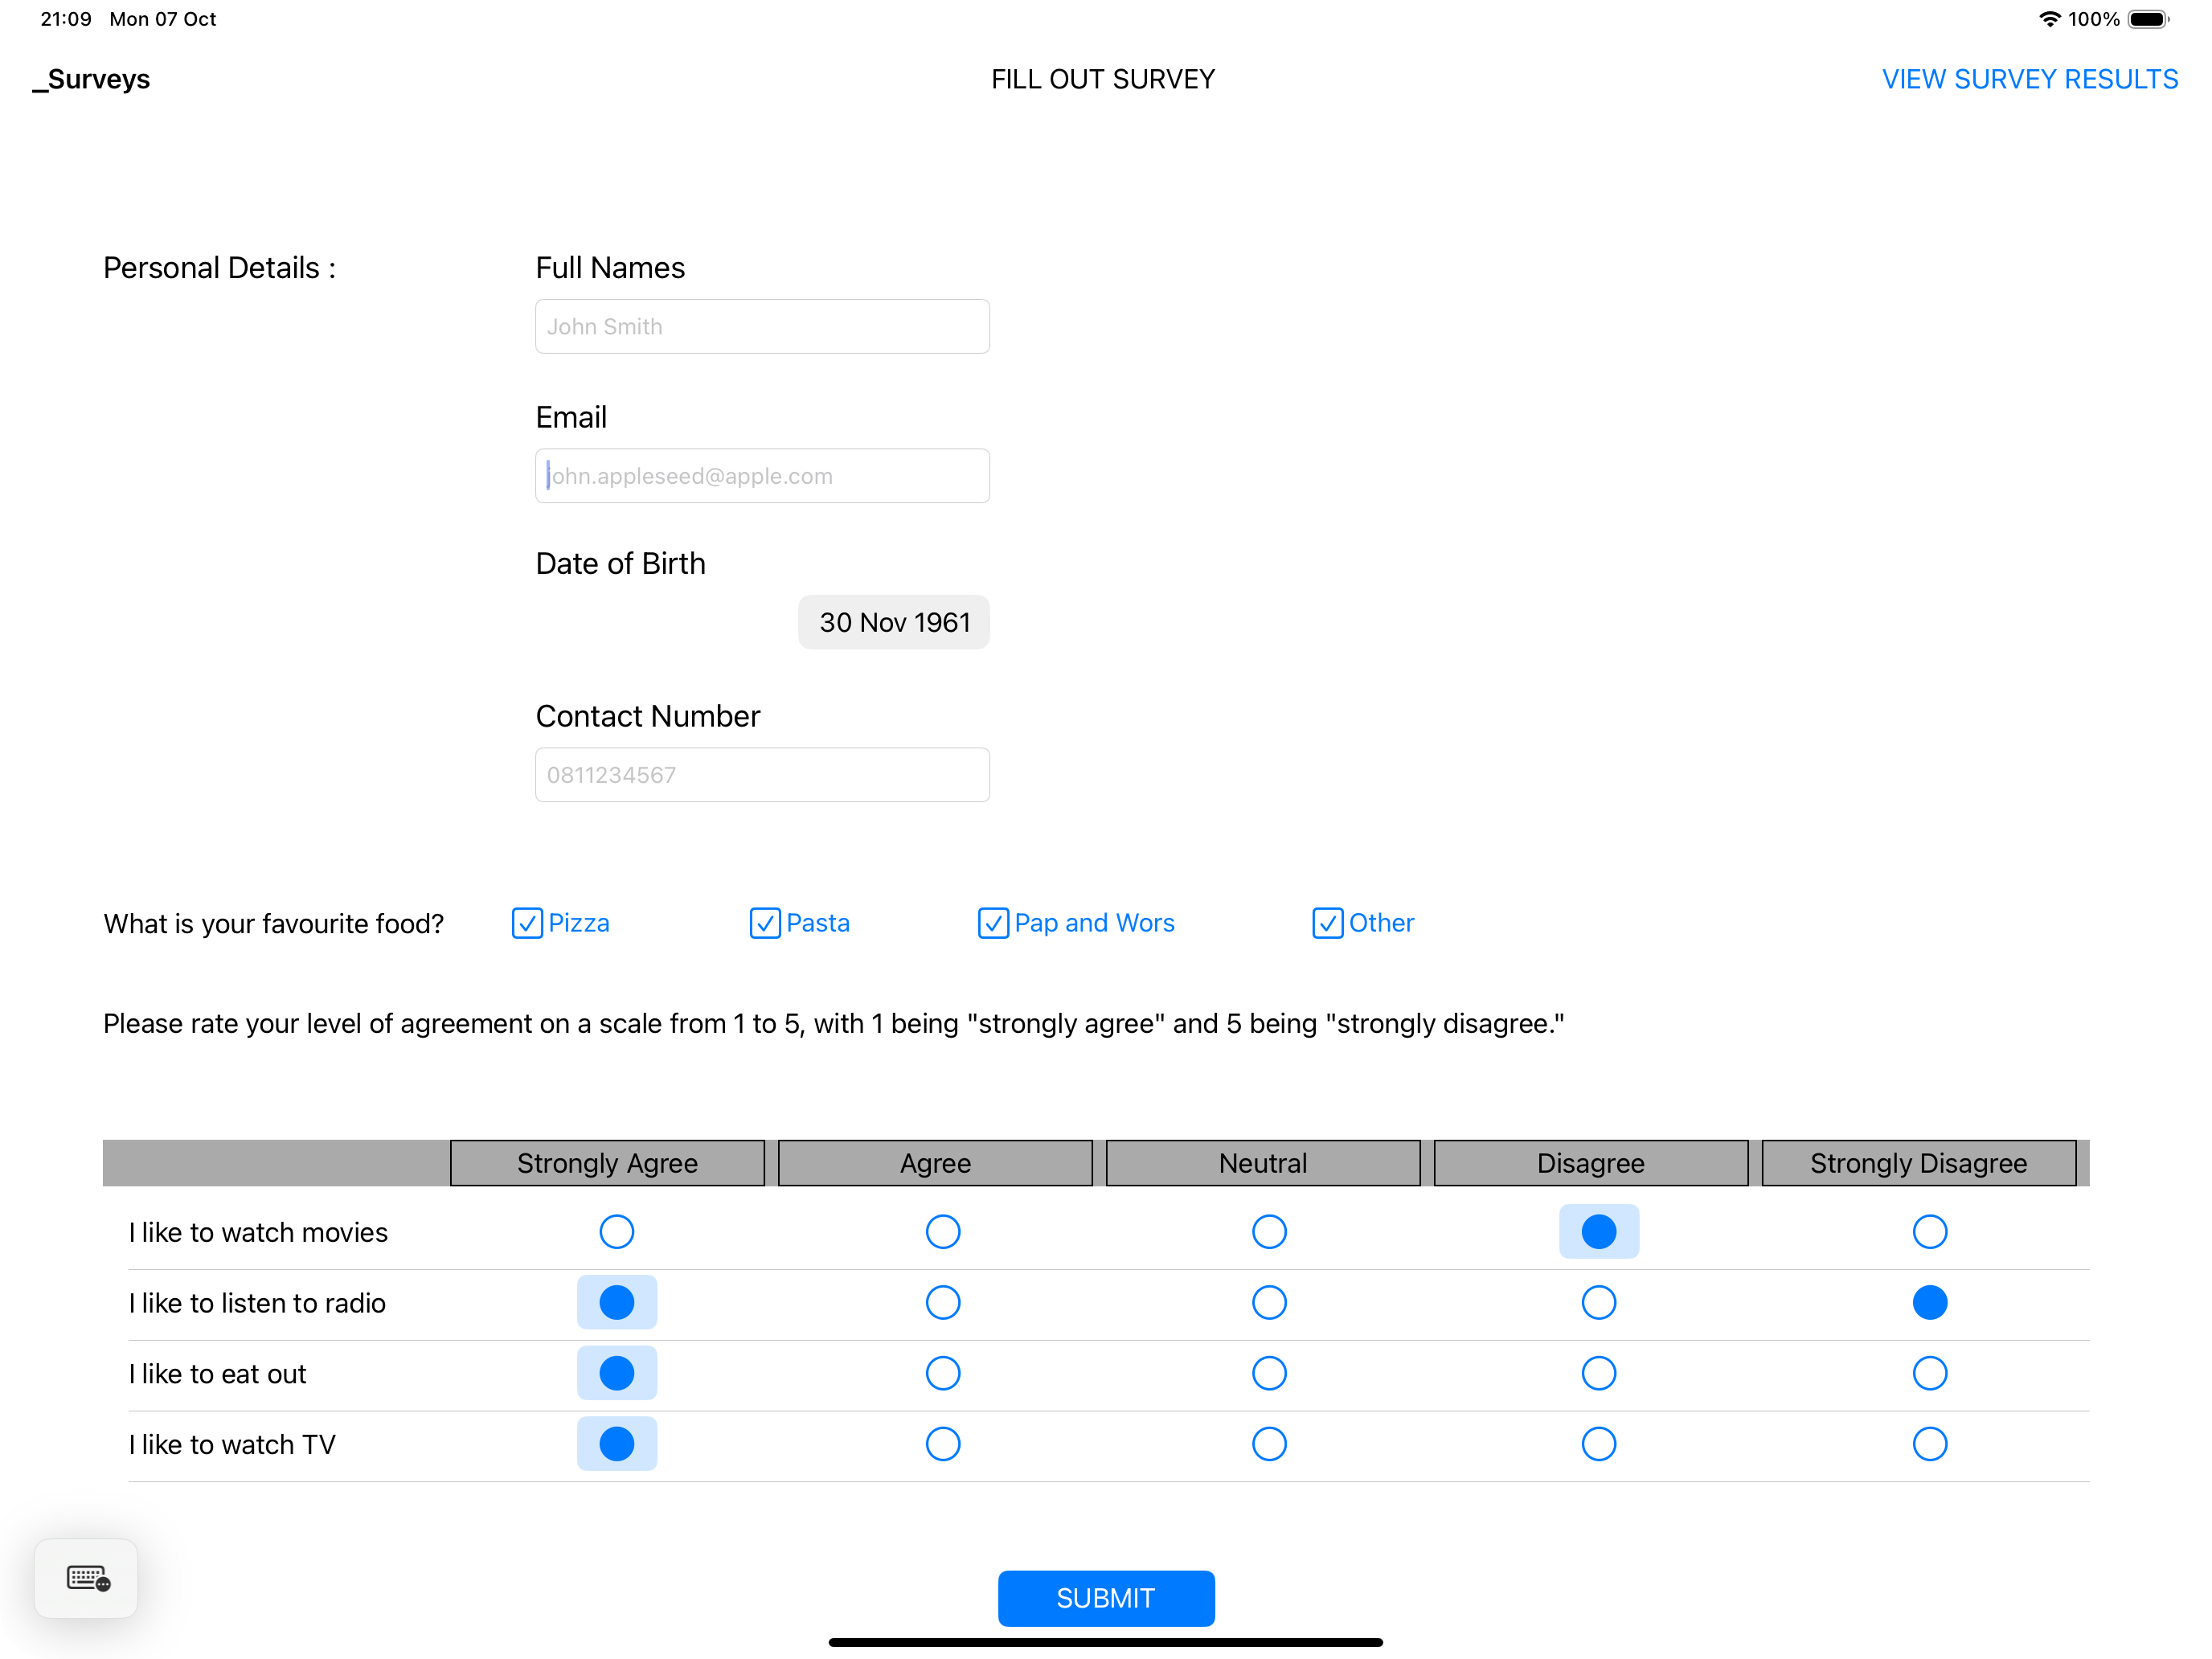 21:09 Mon 07 Oct 100%
_Surveys FILL OUT SURVEY VIEW SURVEY RESULTS
Personal Details : Full Names
John Smith
Email
john.appleseed@apple.com
Date of Birth
30 Nov 1961
Contact Number
0811234567
What is your favourite food? Pizza Pasta Pap and Wors Other
Please rate your level of agreement on a scale from 1 to 5, with 1 being "strongly agree" and 5 being "strongly disagree."
Strongly Agree Agree Neutral Disagree Strongly Disagree
I like to watch movies
I like to listen to radio
I like to eat out
I like to watch TV
SUBMIT